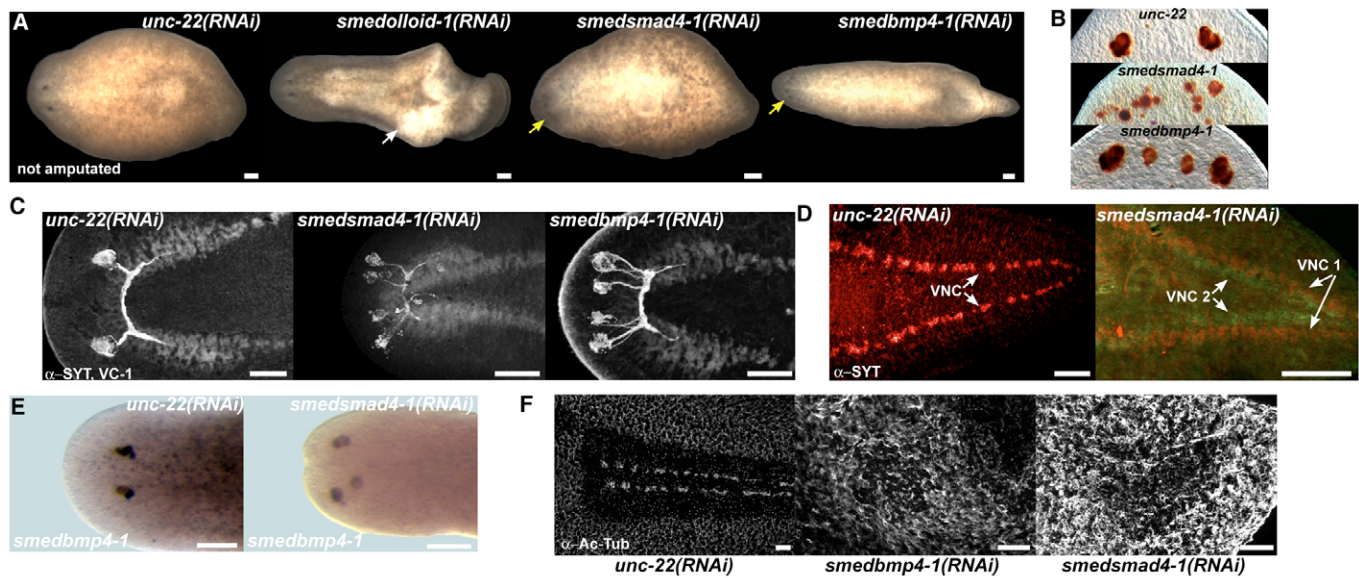 A
unc-22(RNAi)
smedolloid-1(RNAi)
smedsmad4-1(RNAi)
smedbmp4-1(RNAi)
not amputated
B
unc-22
smedsmad4-1
smedbmp4-1
C
unc-22(RNAi)
smedsmad4-1(RNAi)
smedbmp4-1(RNAi)
α–SYT, VC-1
D
unc-22(RNAi)
smedsmad4-1(RNAi)
VNC
VNC 1
VNC 2
α–SYT
E
unc-22(RNAi)
smedsmad4-1(RNAi)
smedbmp4-1
smedbmp4-1
F
α–Ac-Tub
unc-22(RNAi)
smedbmp4-1(RNAi)
smedsmad4-1(RNAi)